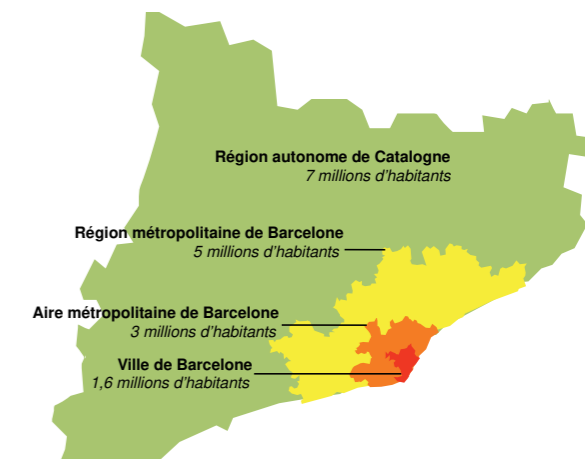 Région autonome de Catalogne
7 millions d'habitants
Région métropolitaine de Barcelone
5 millions d'habitants
Aire métropolitaine de Barcelone
3 millions d'habitants
Ville de Barcelone
1,6 millions d'habitants